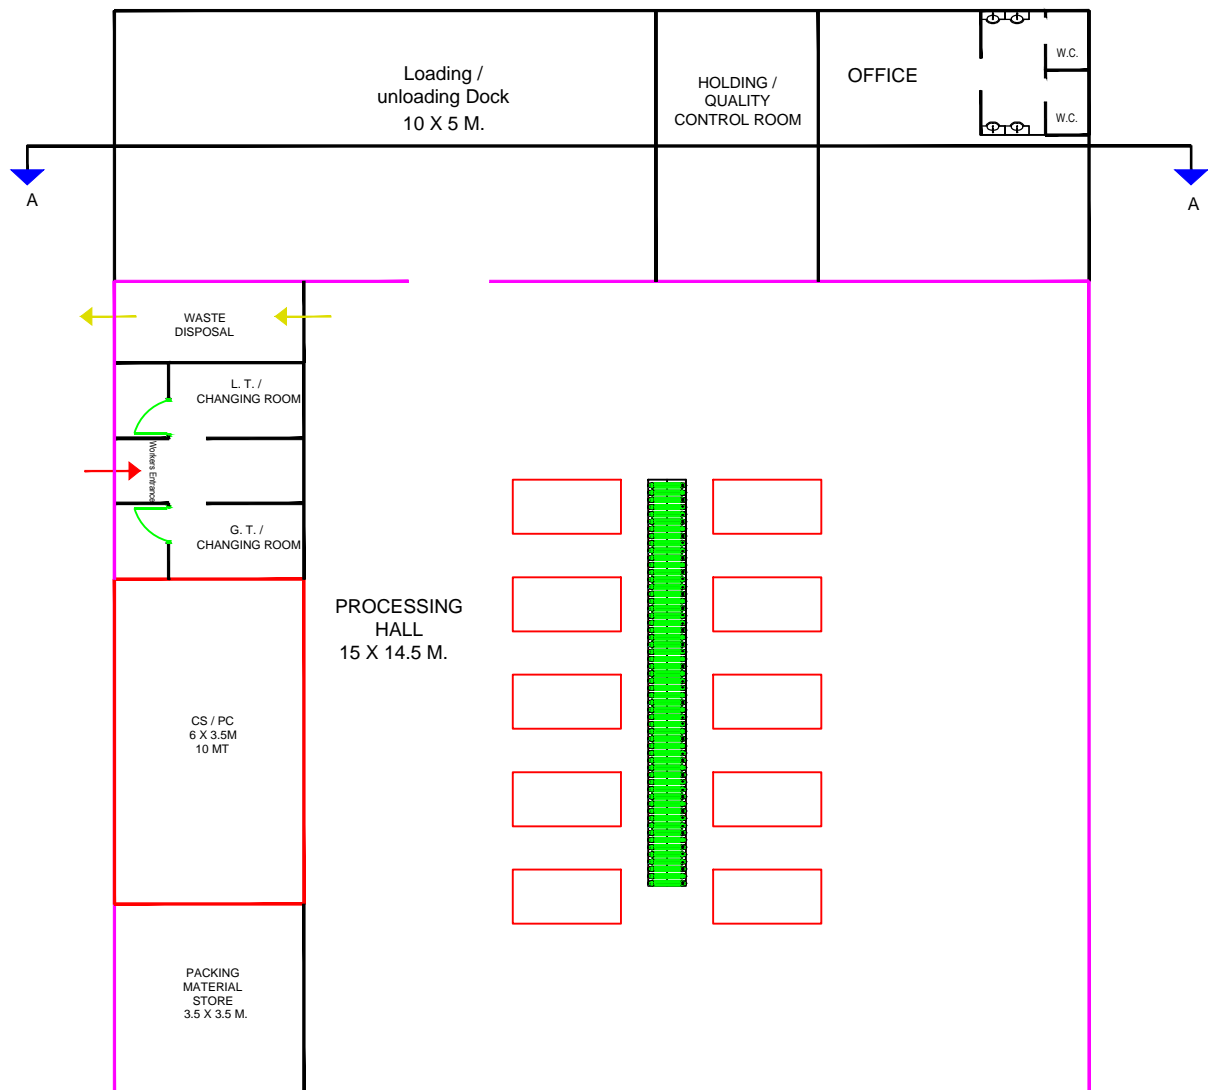 Loading /
unloading Dock
10 X 5 M.
HOLDING /
QUALITY
CONTROL ROOM
OFFICE
W.C.
W.C.
A
A
WASTE
DISPOSAL
L. T. /
CHANGING ROOM
Workers Entrance
G. T. /
CHANGING ROOM
PROCESSING
HALL
15 X 14.5 M.
CS / PC
6 X 3.5M
10 MT
PACKING
MATERIAL
STORE
3.5 X 3.5 M.